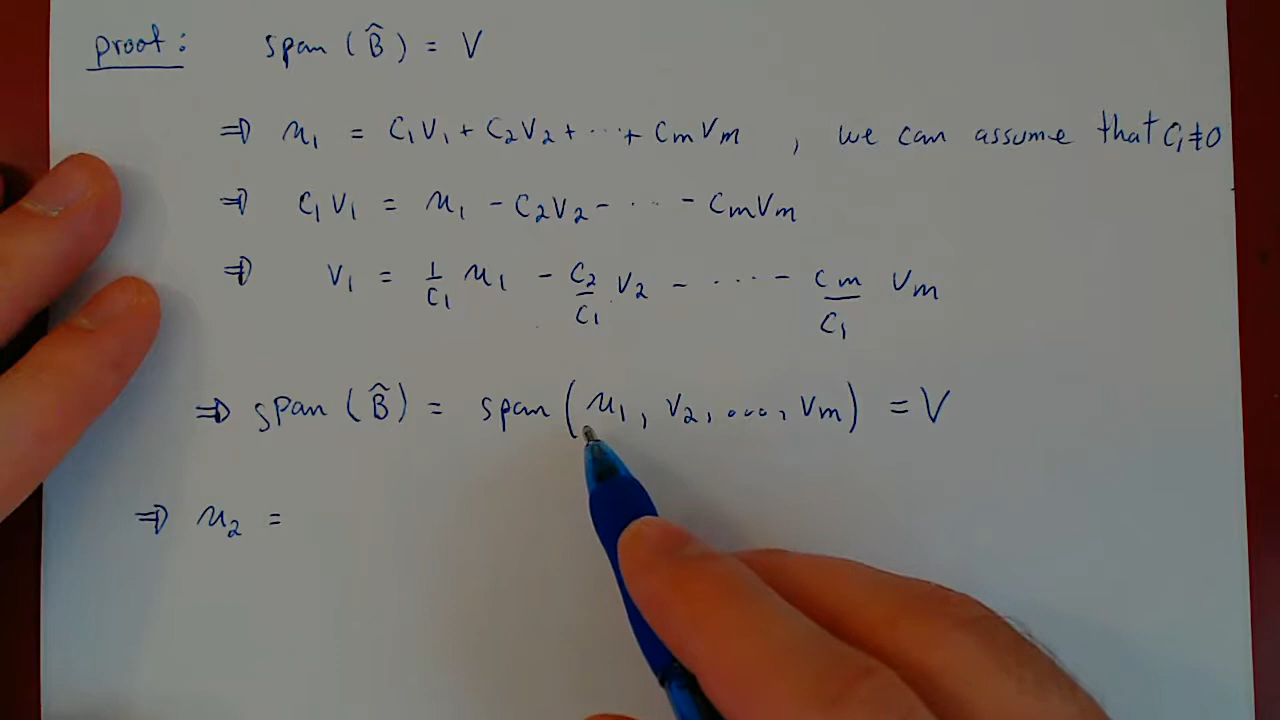 proof: span (B̂) = V
⇒ u₁ = C₁V₁ + C₂V₂ + ··· + CmVm , we can assume that C₁≠0
⇒ C₁V₁ = u₁ - C₂V₂ - ··· - CmVm
⇒ V₁ = 1/C₁ u₁ - C₂/C₁ V₂ - ··· - Cm/C₁ Vm
⇒ span (B̂) = span (u₁, V₂, ..., Vm) = V
⇒ u₂ =